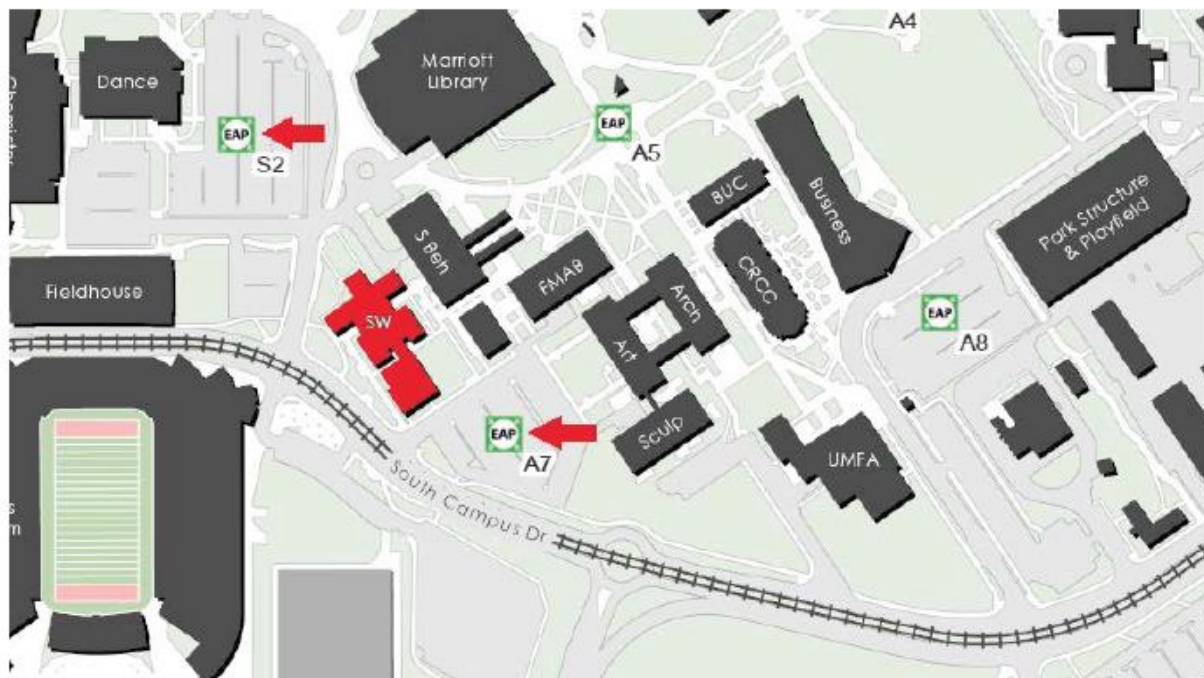 A4
Marriott
Library
Dance
EAP
S2
EAP
A5
BUC
Business
Park Structure
& Playfield
S Beh
FMAB
CRCC
Fieldhouse
SW
Arch
Art
EAP
A8
EAP
A7
Sculp
UMFA
South Campus Dr